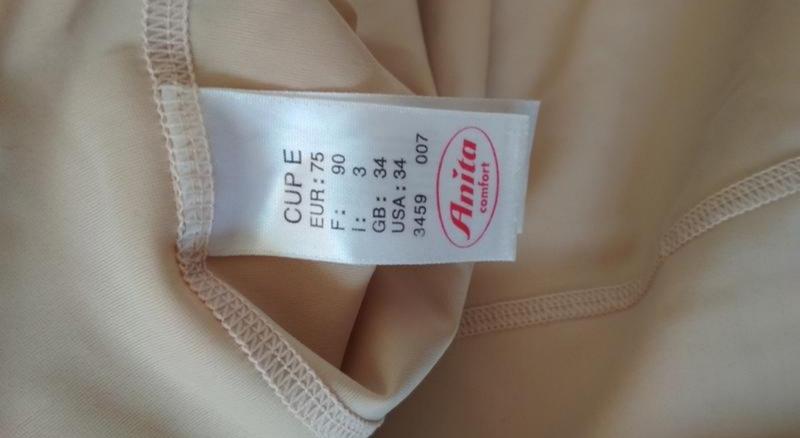 Anita
comfort
3459 007
USA: 34
GB: 34
I: 3
F: 90
EUR: 75
CUP E